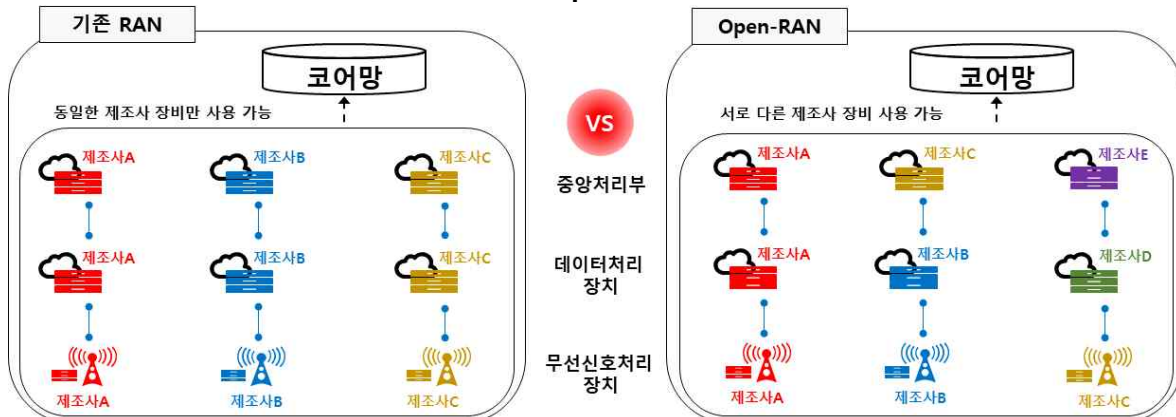 기존 RAN
코어망
동일한 제조사 장비만 사용 가능
제조사A
제조사B
제조사C
제조사A
제조사B
제조사C
제조사A
제조사B
제조사C
VS
중앙처리부
데이터처리
장치
무선신호처리
장치
Open-RAN
코어망
서로 다른 제조사 장비 사용 가능
제조사A
제조사C
제조사E
제조사A
제조사B
제조사D
제조사A
제조사B
제조사C